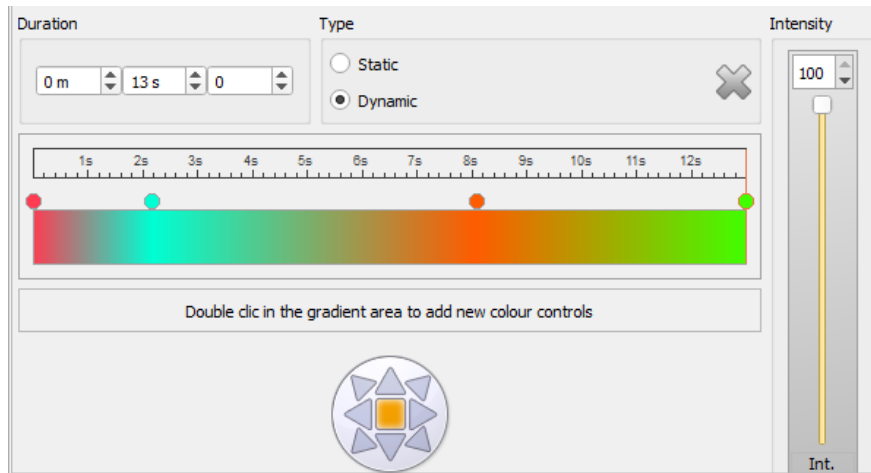 Duration
Type
Intensity
0 m
13 s
0
Static
Dynamic
100
1s 2s 3s 4s 5s 6s 7s 8s 9s 10s 11s 12s
Double clic in the gradient area to add new colour controls
Int.